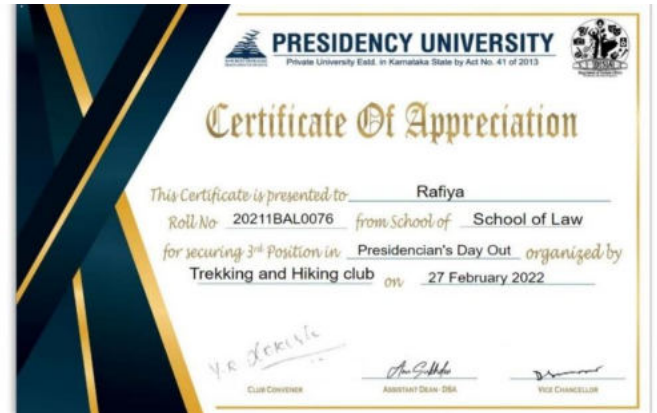 PRESIDENCY UNIVERSITY
Private University Estd. in Karnataka State by Act No. 41 of 2013
Certificate Of Appreciation
This Certificate is presented to Rafiya
Roll No 20211BAL0076 from School of School of Law
for securing 3rd Position in Presidencian's Day Out organized by
Trekking and Hiking club on 27 February 2022
CLUB CONVENER ASSISTANT DEAN - DSA VICE CHANCELLOR